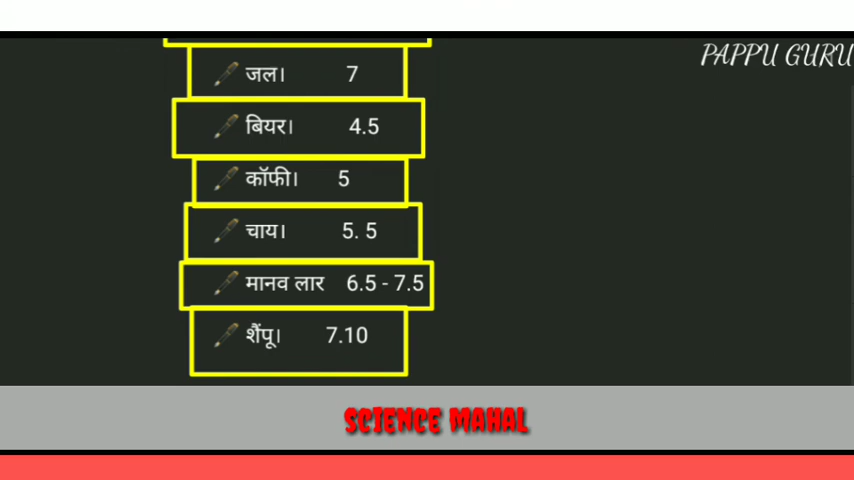 PAPPU GURU
जल। 7
बियर। 4.5
कॉफी। 5
चाय। 5. 5
मानव लार 6.5 - 7.5
शैंपू। 7.10
SCIENCE MAHAL